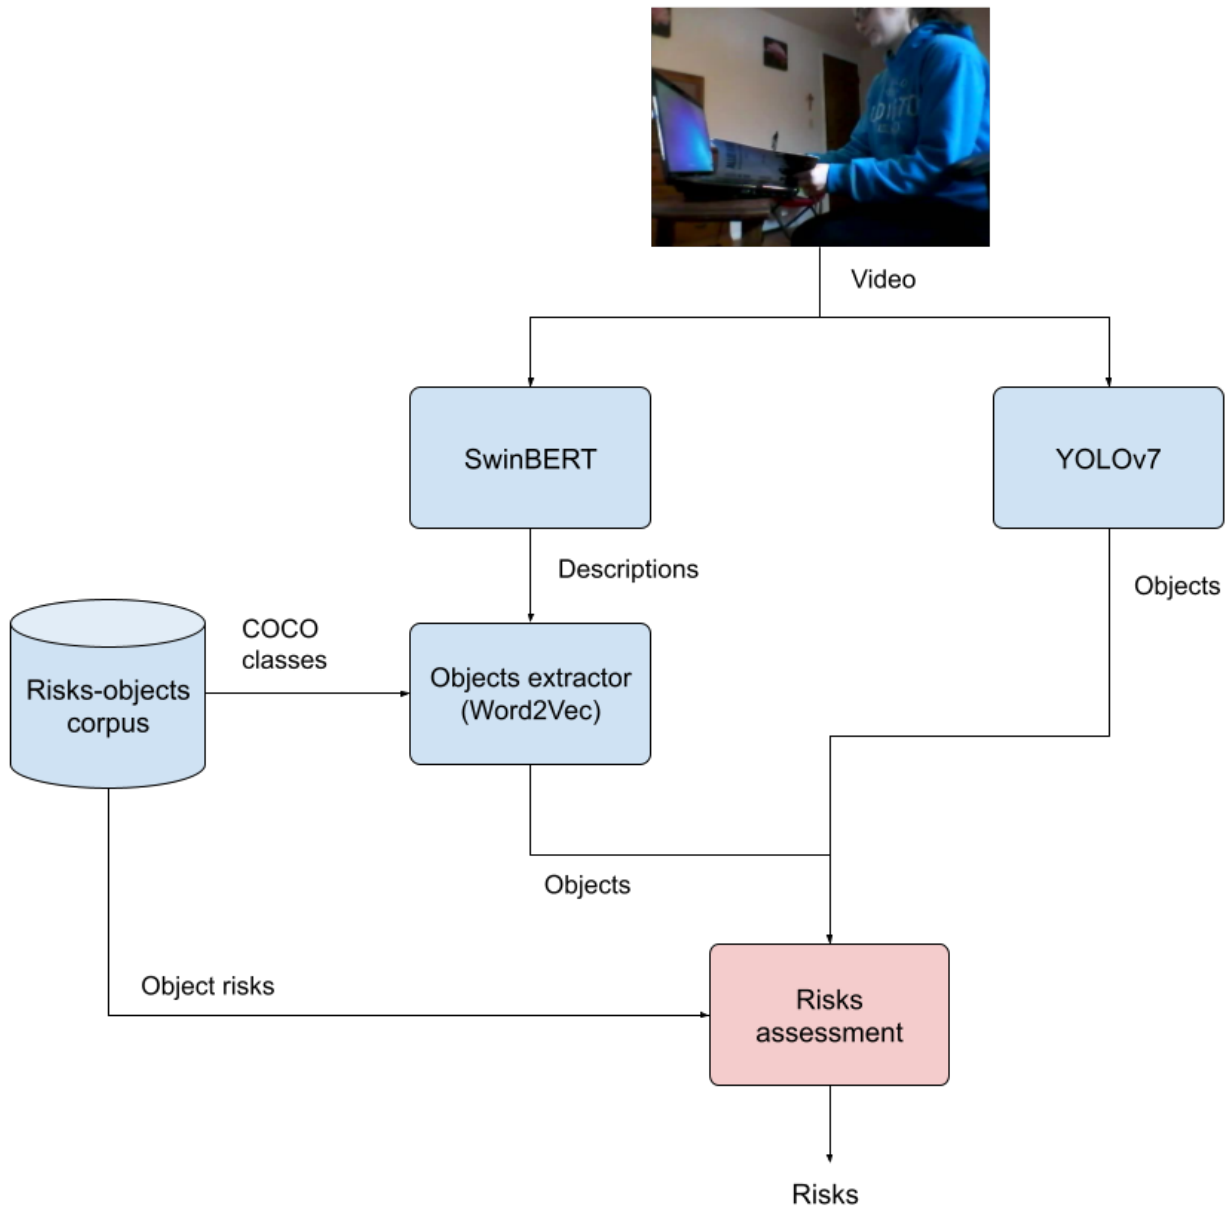 Video
SwinBERT
YOLOv7
Descriptions
Objects
COCO
classes
Risks-objects
corpus
Objects extractor
(Word2Vec)
Objects
Object risks
Risks
assessment
Risks